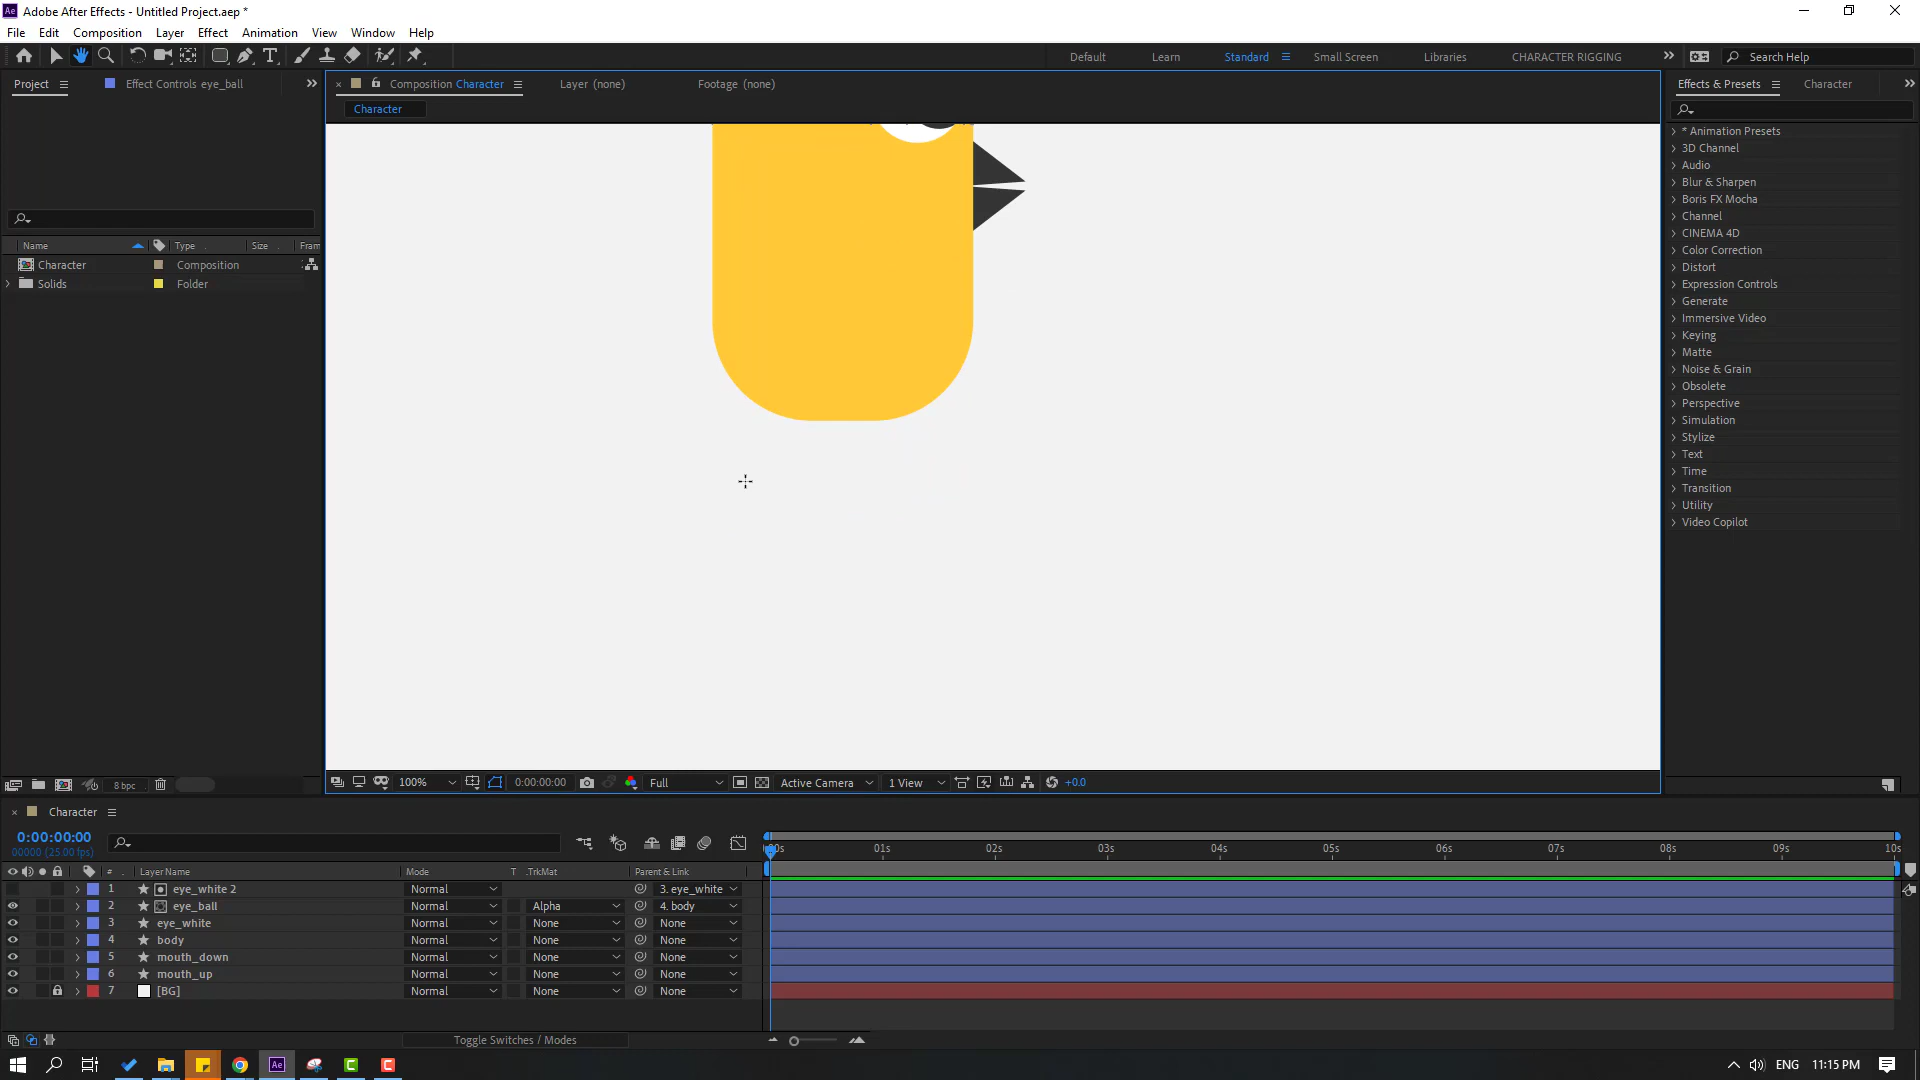 Adobe After Effects - Untitled Project.aep *
File Edit Composition Layer Effect Animation View Window Help
Default Learn Standard Small Screen Libraries CHARACTER RIGGING Search Help
Project Effect Controls eye_ball
Composition Character Layer (none) Footage (none)
Effects & Presets Character
Character
Name Type Size Fram
Character Composition
Solids Folder
* Animation Presets
3D Channel
Audio
Blur & Sharpen
Boris FX Mocha
Channel
CINEMA 4D
Color Correction
Distort
Expression Controls
Generate
Immersive Video
Keying
Matte
Noise & Grain
Obsolete
Perspective
Simulation
Stylize
Text
Time
Transition
Utility
Video Copilot
8 bpc
100% 0:00:00:00 Full Active Camera 1 View +0.0
Character
0:00:00:00
00000 (25.00 fps)
01s 02s 03s 04s 05s 06s 07s 08s 09s 10s
# Layer Name Mode T .TrkMat Parent & Link
1 eye_white 2 Normal 3. eye_white
2 eye_ball Normal Alpha 4. body
3 eye_white Normal None None
4 body Normal None None
5 mouth_down Normal None None
6 mouth_up Normal None None
7 [BG] Normal None None
Toggle Switches / Modes
Ae ENG 11:15 PM